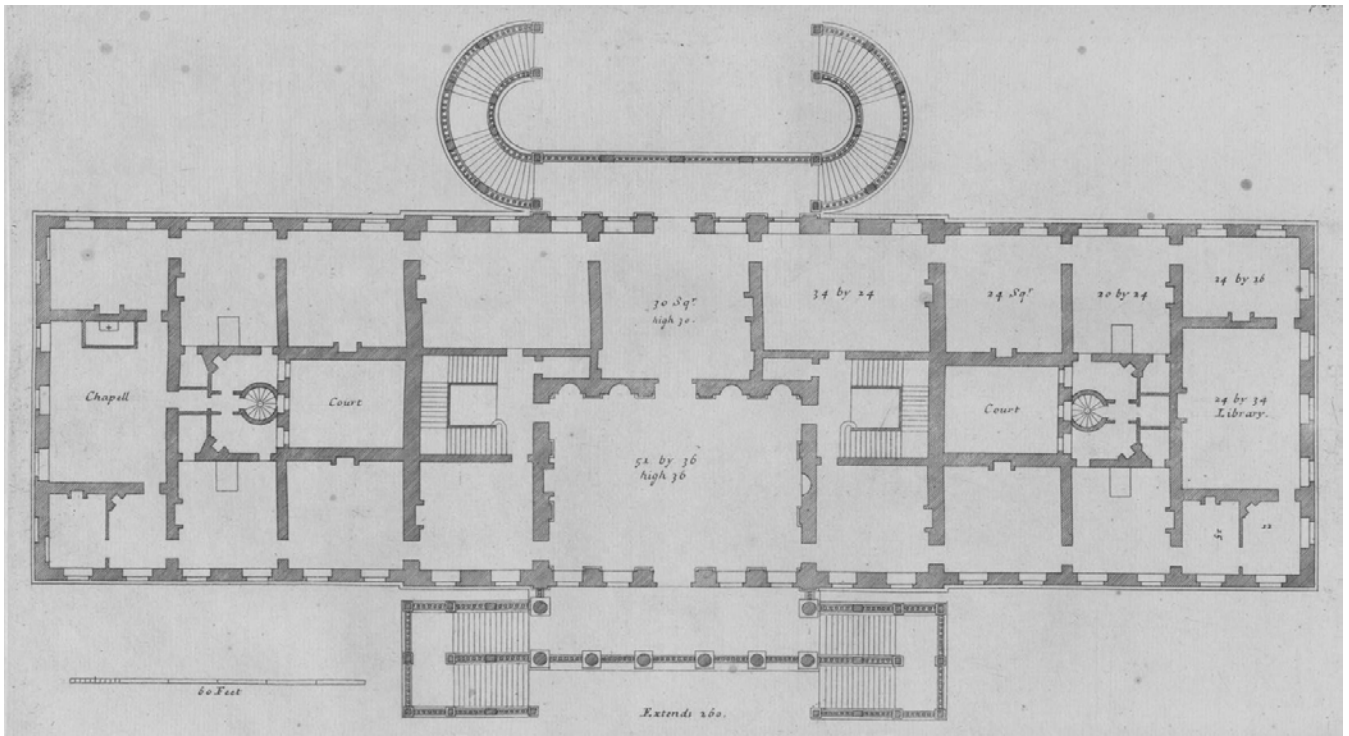 30 Sqr.
high 30.
34 by 24
24 Sqr
20 by 24
24 by 16
Chapell
Court
Court
24 by 34
Library.
52 by 36
high 36
12
60 Feet
Extends 260.